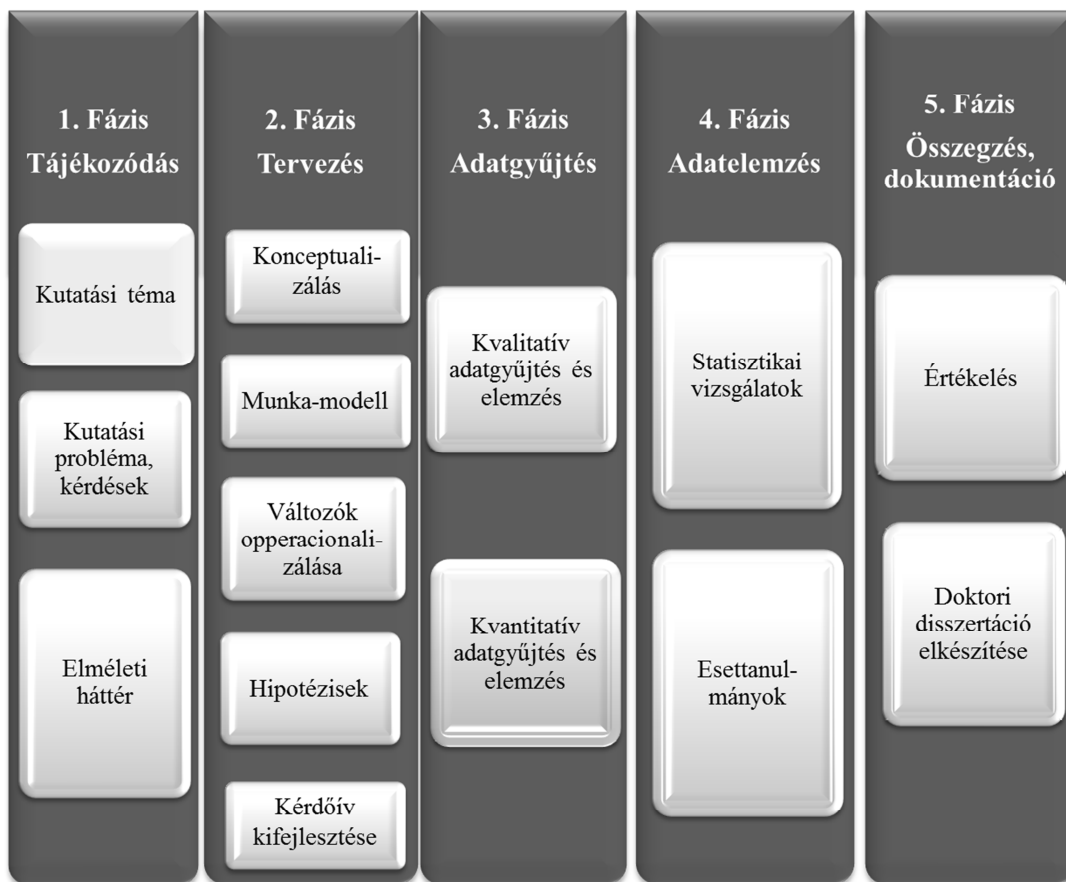 1. Fázis
Tájékozódás
Kutatási téma
Kutatási
probléma,
kérdések
Elméleti
háttér
2. Fázis
Tervezés
Konceptuali-
zálás
Munka-modell
Változók
opperacionali-
zálása
Hipotézisek
Kérdőív
kifejlesztése
3. Fázis
Adatgyűjtés
Kvalitatív
adatgyűjtés és
elemzés
Kvantitatív
adatgyűjtés és
elemzés
4. Fázis
Adatelemzés
Statisztikai
vizsgálatok
Esettanul-
mányok
5. Fázis
Összegzés,
dokumentáció
Értékelés
Doktori
disszertáció
elkészítése